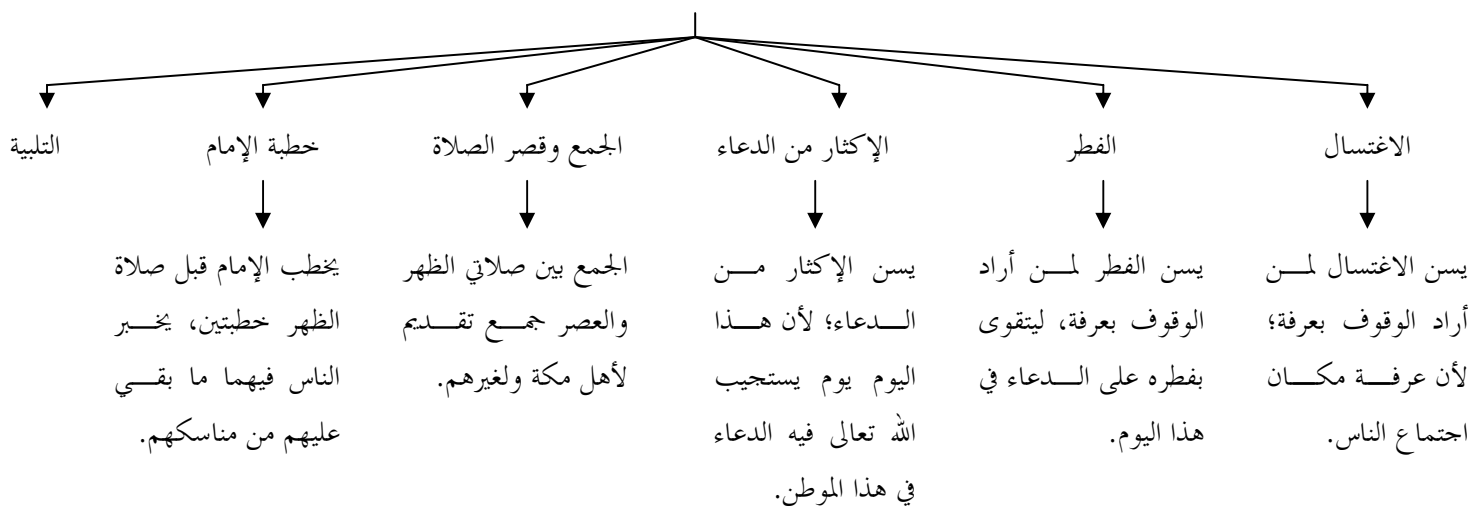 الاغتسال
الفطر
الإكثار من الدعاء
الجمع وقصر الصلاة
خطبة الإمام
التلبية
يسن الاغتسال لمن
أراد الوقوف بعرفة؛
لأن عرفة مكان
اجتماع الناس.
يسن الفطر لمن أراد
الوقوف بعرفة، ليتقوى
بفطره على الدعاء في
هذا اليوم.
يسن الإكثار من
الدعاء؛ لأن هذا
اليوم يوم يستجيب
الله تعالى فيه الدعاء
في هذا الموطن.
الجمع بين صلاتي الظهر
والعصر جمع تقديم
لأهل مكة ولغيرهم.
يخطب الإمام قبل صلاة
الظهر خطبتين، يخبر
الناس فيهما ما بقي
عليهم من مناسكهم.